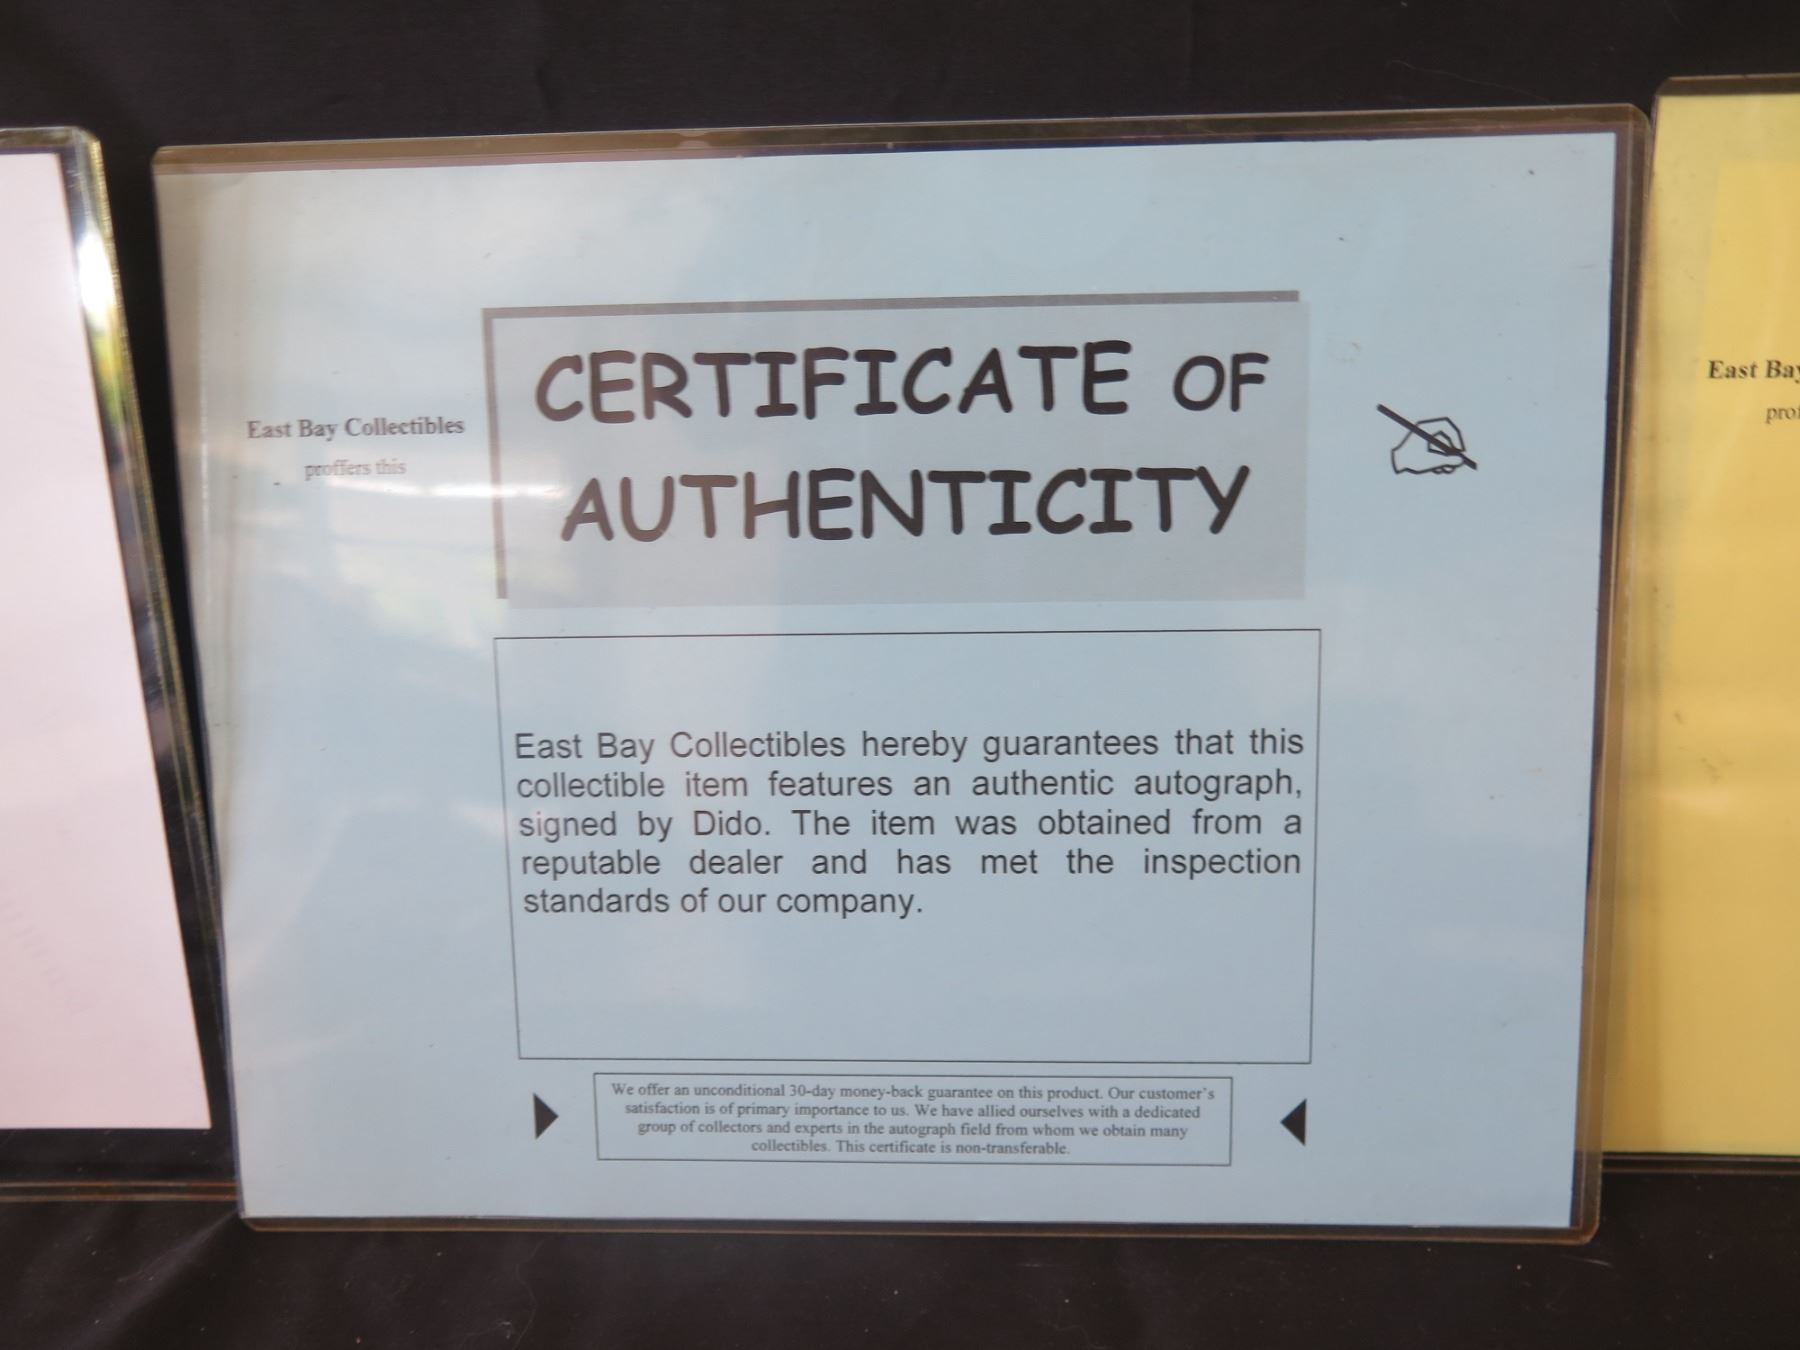 East Bay Collectibles
proffers this
CERTIFICATE OF
AUTHENTICITY
East Bay Collectibles hereby guarantees that this
collectible item features an authentic autograph,
signed by Dido. The item was obtained from a
reputable dealer and has met the inspection
standards of our company.
We offer an unconditional 30-day money-back guarantee on this product. Our customer's
satisfaction is of primary importance to us. We have allied ourselves with a dedicated
group of collectors and experts in the autograph field from whom we obtain many
collectibles. This certificate is non-transferable.
East Bay